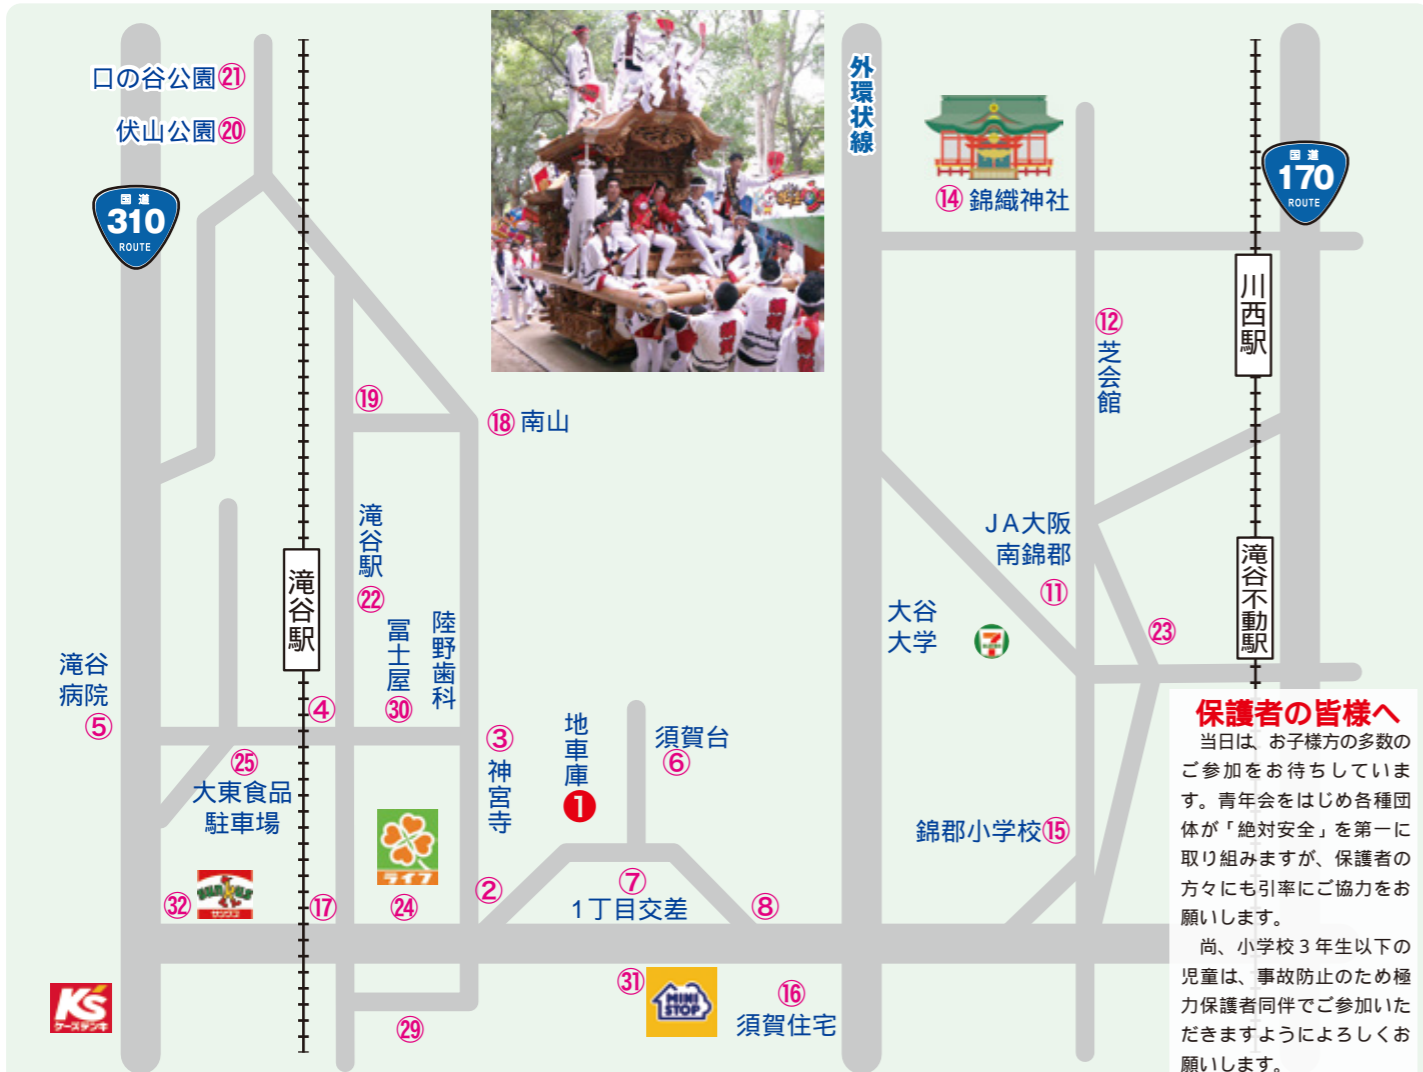 口の谷公園㉑
伏山公園⑳
国道
310
ROUTE
外環状線
⑭ 錦織神社
国道
170
ROUTE
川西駅
⑫
芝会館
⑲
⑱ 南山
滝谷駅
㉒
滝谷駅
冨士屋
㉚
陸野歯科
JA大阪
南錦郡
⑪
大谷
大学
7
㉓
滝谷不動駅
滝谷
病院
⑤
④
③
神宮寺
地車庫
❶
須賀台
⑥
㉕
大東食品
駐車場
錦郡小学校⑮
ライフ
㉜
サンプラ
⑰
㉔
②
⑦
1丁目交差
⑧
K's
ケーズデンキ
㉙
㉛
MINI
STOP
⑯
須賀住宅
保護者の皆様へ
当日は、お子様方の多数の
ご参加をお待ちしていま
す。青年会をはじめ各種団
体が「絶対安全」を第一に
取り組みますが、保護者の
方々にも引率にご協力をお
願いします。
尚、小学校3年生以下の
児童は、事故防止のため極
力保護者同伴でご参加いた
だきますようによろしくお
願いします。